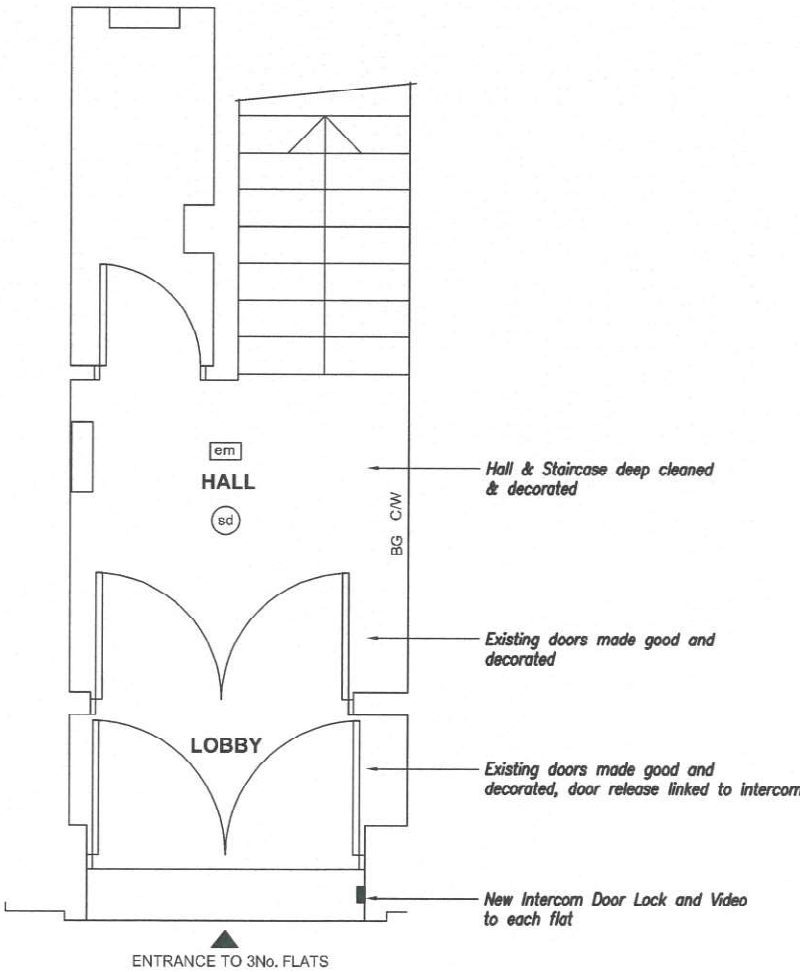 em
HALL
sd
BG C/W
Hall & Staircase deep cleaned
& decorated
Existing doors made good and
decorated
LOBBY
Existing doors made good and
decorated, door release linked to intercom
New Intercom Door Lock and Video
to each flat
ENTRANCE TO 3No. FLATS